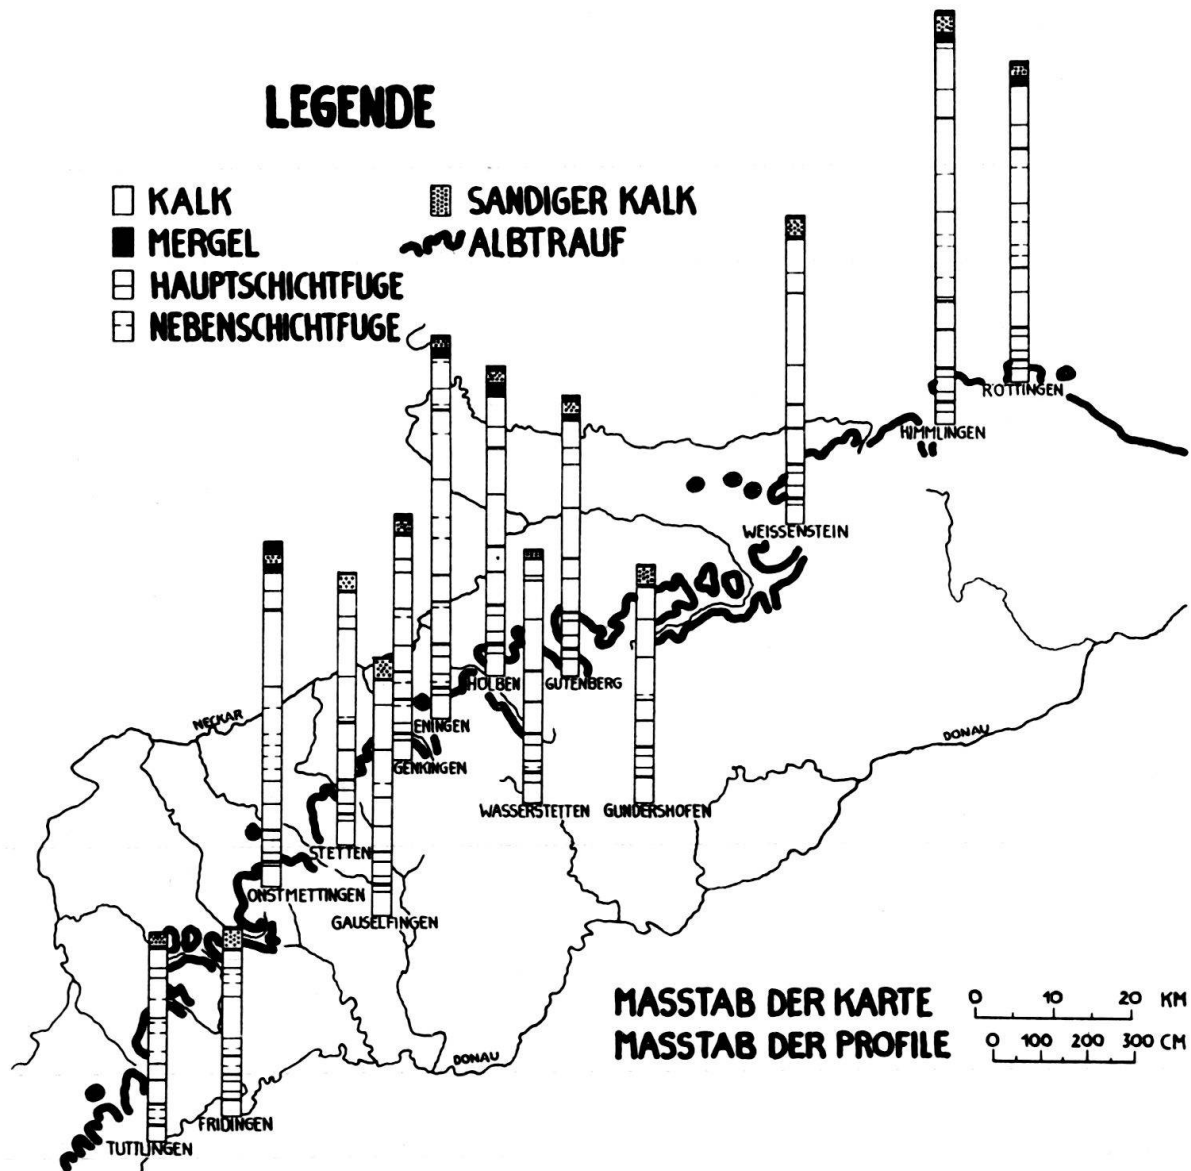 LEGENDE
KALK
SANDIGER KALK
MERGEL
ALBTRAUF
HAUPTSCHICHTFUGE
NEBENSCHICHTFUGE
RÖTTINGEN
HIMMLINGEN
WEISSENSTEIN
HOLBEN
GUTENBERG
NECKAR
ENINGEN
DONAU
GENKINGEN
WASSERSTETTEN
GUNDERSHOFEN
STETTEN
ONSTMETTINGEN
GAUSELFINGEN
MASSTAB DER KARTE 0 10 20 KM
MASSTAB DER PROFILE 0 100 200 300 CM
DONAU
FRIDINGEN
TUTTLINGEN